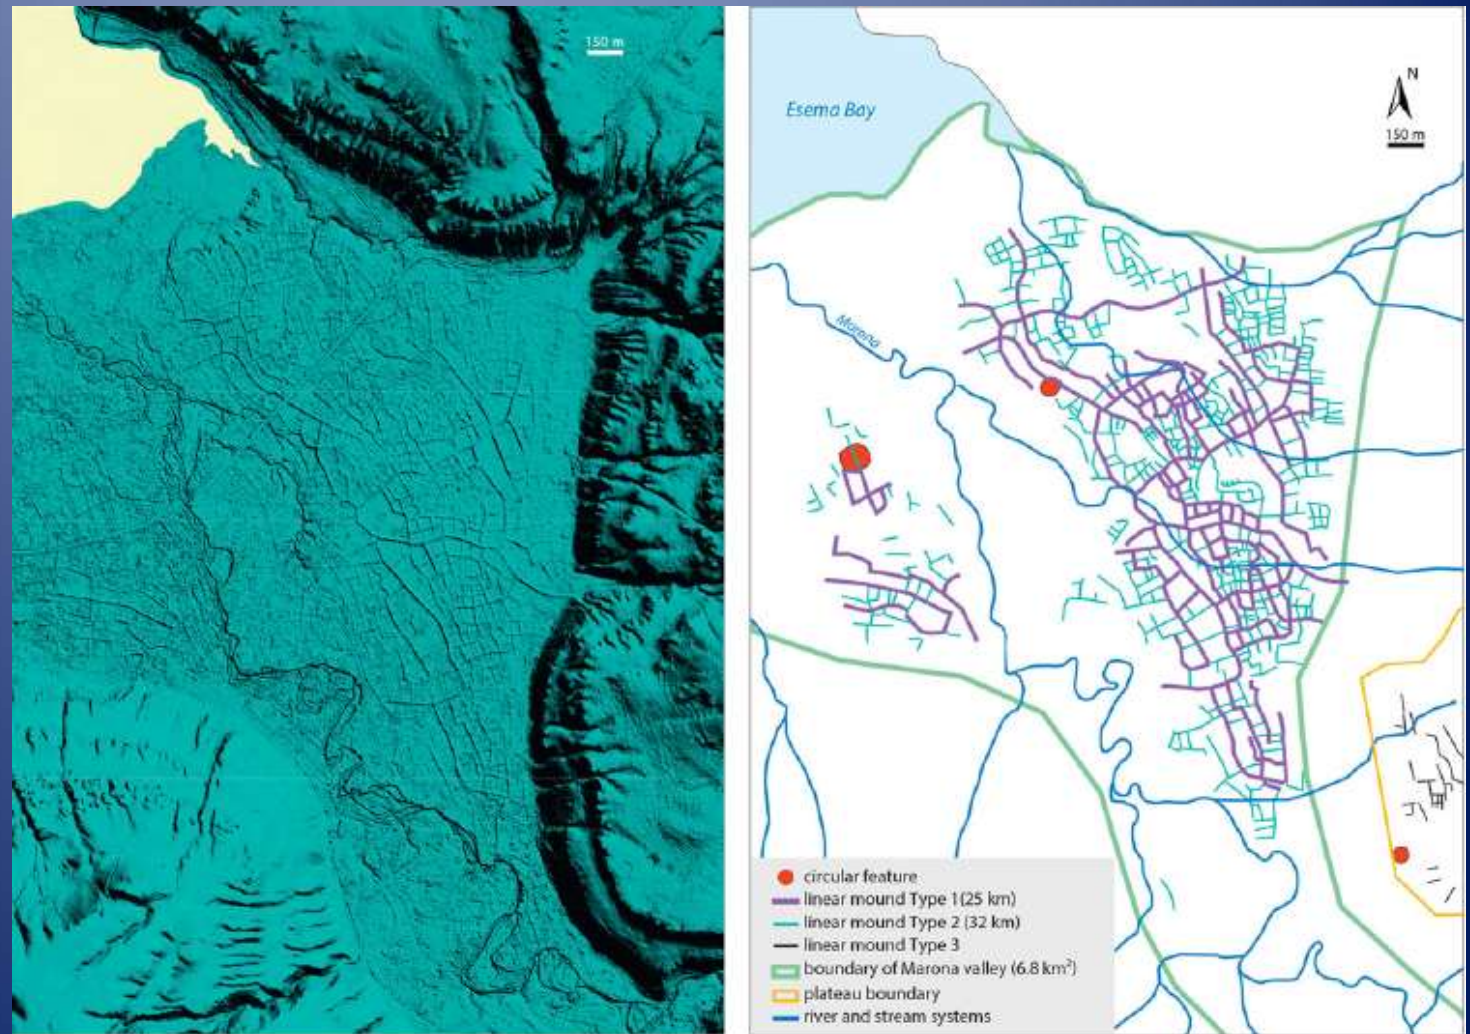 150 m
Esema Bay
N
150 m
Marona
circular feature
linear mound Type 1(25 km)
linear mound Type 2 (32 km)
linear mound Type 3
boundary of Marona valley (6.8 km²)
plateau boundary
river and stream systems